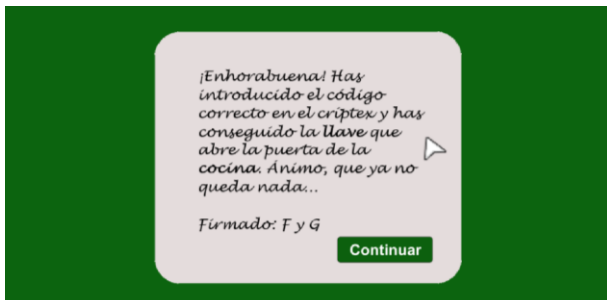 ¡Enhorabuena! Has
introducido el código
correcto en el críptex y has
conseguido la llave que
abre la puerta de la
cocina. Ánimo, que ya no
queda nada...
Firmado: F y G
Continuar